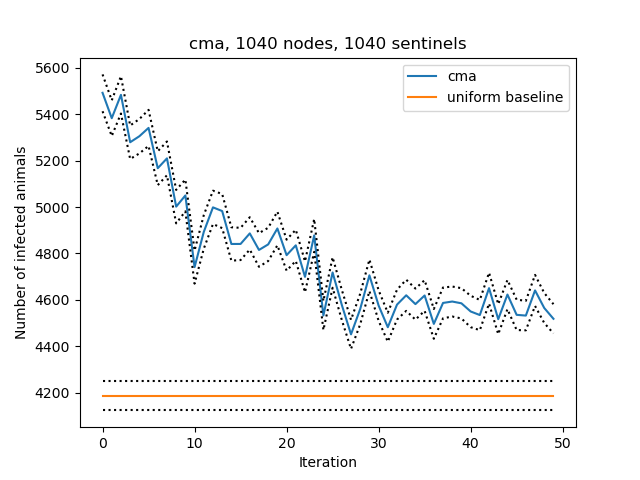 cma, 1040 nodes, 1040 sentinels
cma
uniform baseline
Number of infected animals
5600
5400
5200
5000
4800
4600
4400
4200
0 10 20 30 40 50
Iteration